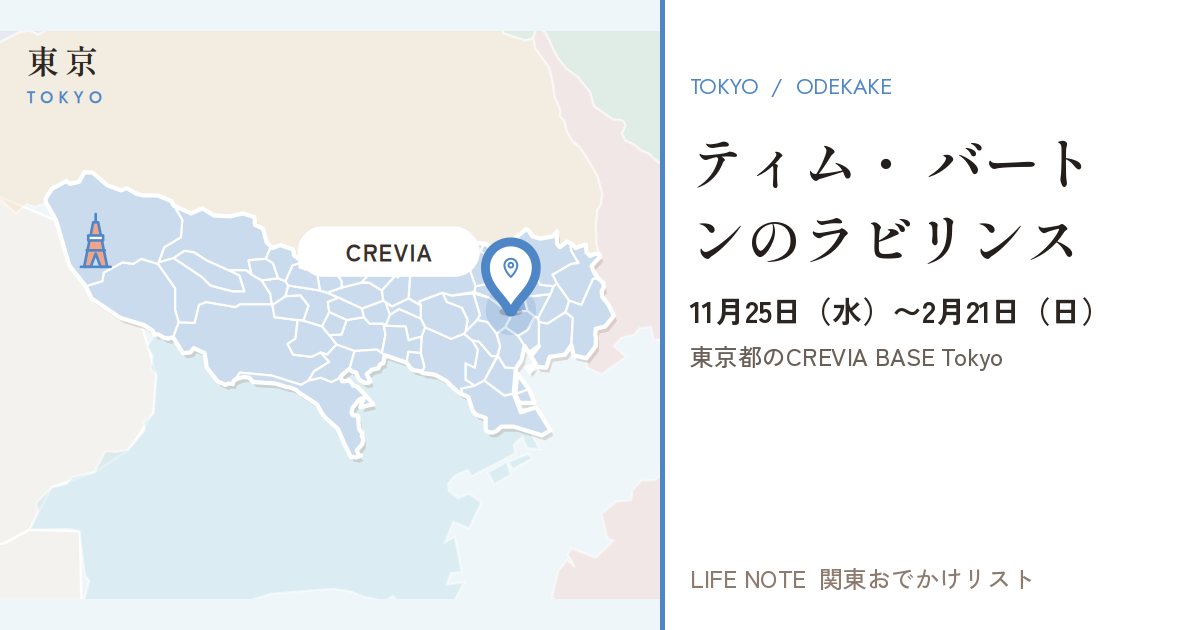 東京
TOKYO
CREVIA
TOKYO / ODEKAKE
ティム・バート
ンのラビリンス
11月25日（水）〜2月21日（日）
東京都のCREVIA BASE Tokyo
LIFE NOTE 関東おでかけリスト